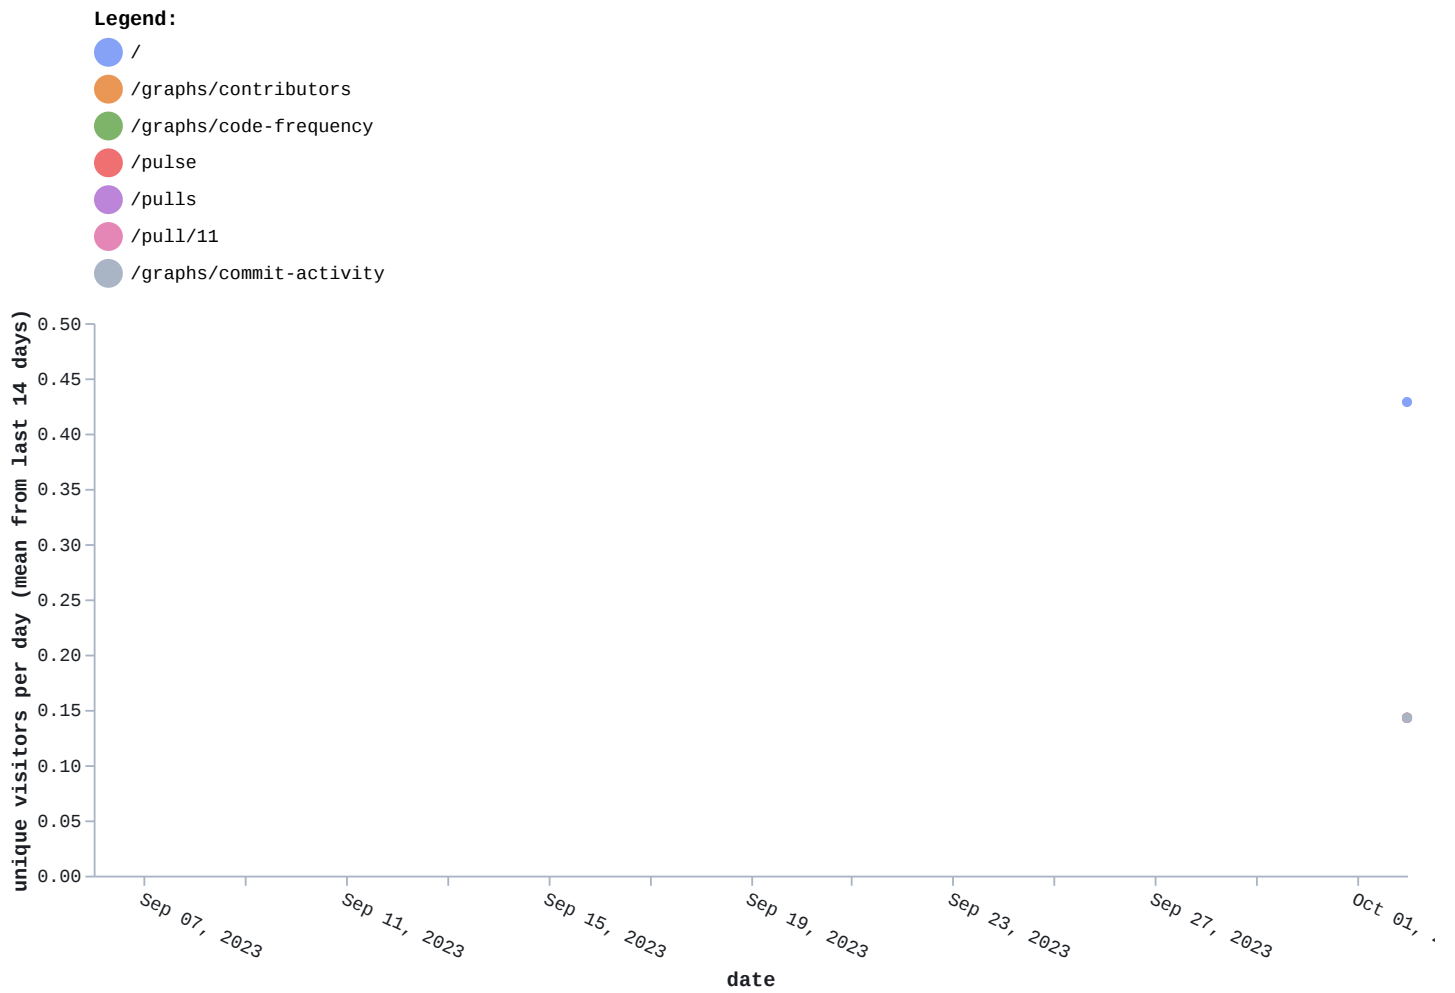 Legend:
/
/graphs/contributors
/graphs/code-frequency
/pulse
/pulls
/pull/11
/graphs/commit-activity
unique visitors per day (mean from last 14 days)
0.50
0.45
0.40
0.35
0.30
0.25
0.20
0.15
0.10
0.05
0.00
Sep 07, 2023
Sep 11, 2023
Sep 15, 2023
Sep 19, 2023
Sep 23, 2023
Sep 27, 2023
Oct 01,
date